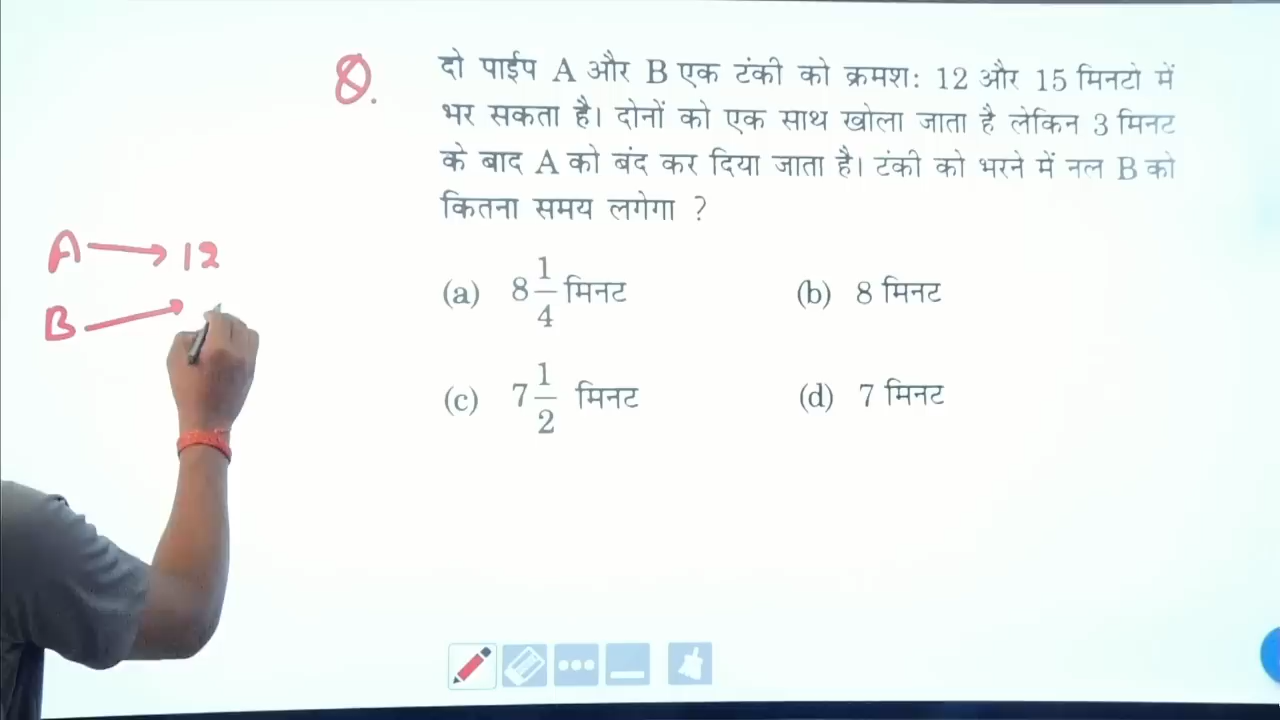 Q.
दो पाईप A और B एक टंकी को क्रमश: 12 और 15 मिनटो में
भर सकता है। दोनों को एक साथ खोला जाता है लेकिन 3 मिनट
के बाद A को बंद कर दिया जाता है। टंकी को भरने में नल B को
कितना समय लगेगा ?
A → 12
B →
(a) 8 1/4 मिनट (b) 8 मिनट
(c) 7 1/2 मिनट (d) 7 मिनट